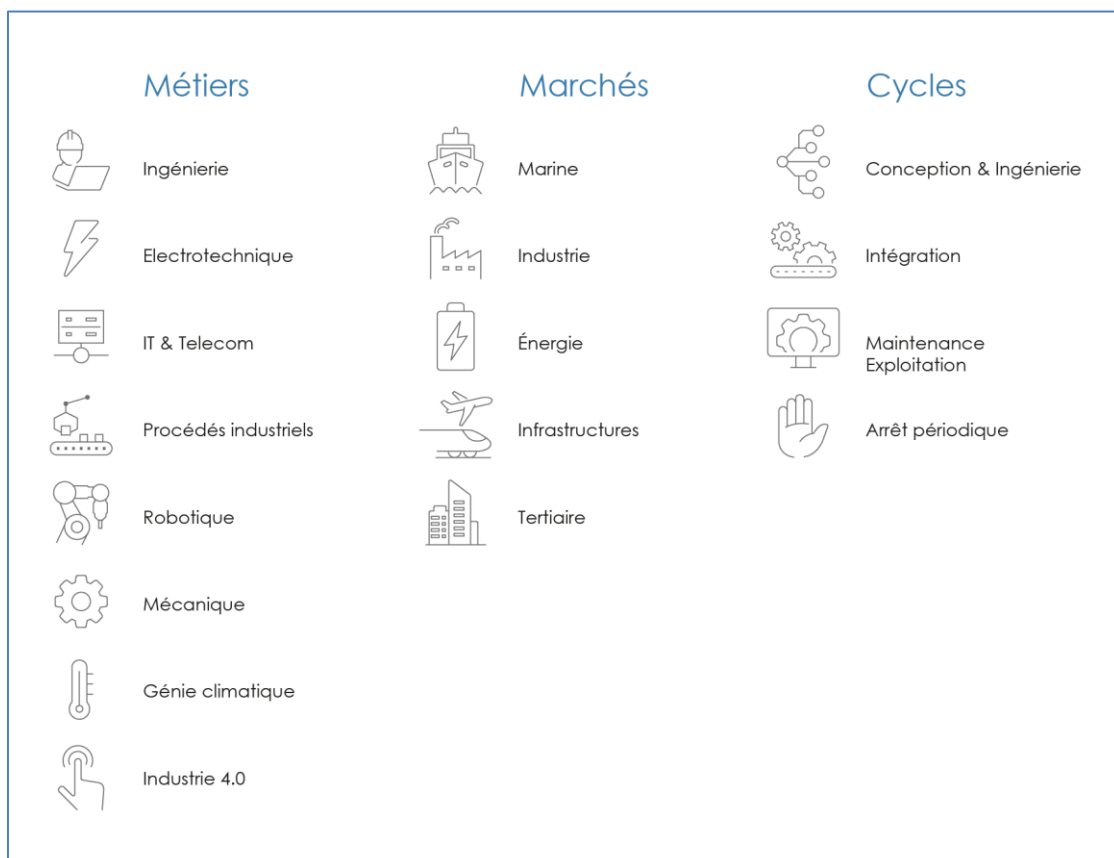 Métiers
Ingénierie
Electrotechnique
IT & Telecom
Procédés industriels
Robotique
Mécanique
Génie climatique
Industrie 4.0
Marchés
Marine
Industrie
Énergie
Infrastructures
Tertiaire
Cycles
Conception & Ingénierie
Intégration
Maintenance
Exploitation
Arrêt périodique